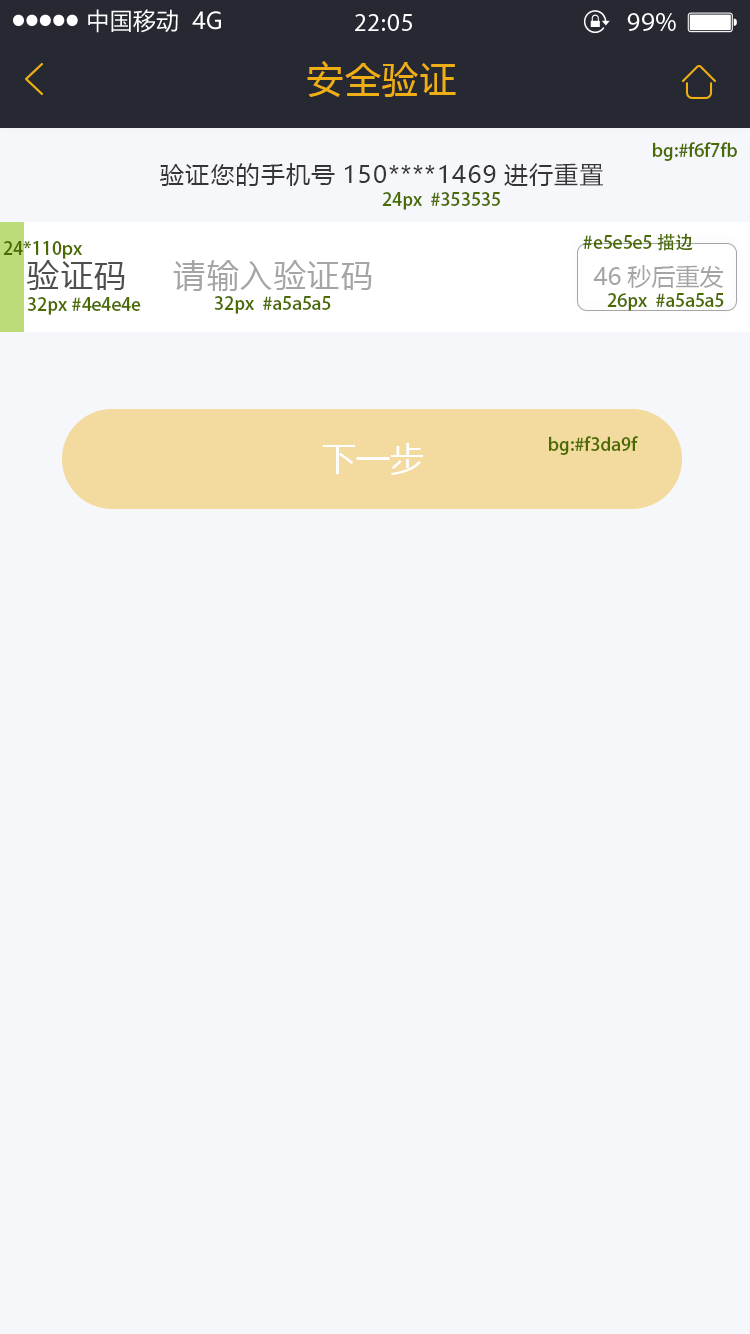 中国移动 4G 22:05 99%
安全验证
bg:#f6f7fb
验证您的手机号 150****1469 进行重置
24px #353535
#e5e5e5 描边
24*110px
验证码 请输入验证码 46 秒后重发
32px #4e4e4e 32px #a5a5a5 26px #a5a5a5
下一步 bg:#f3da9f